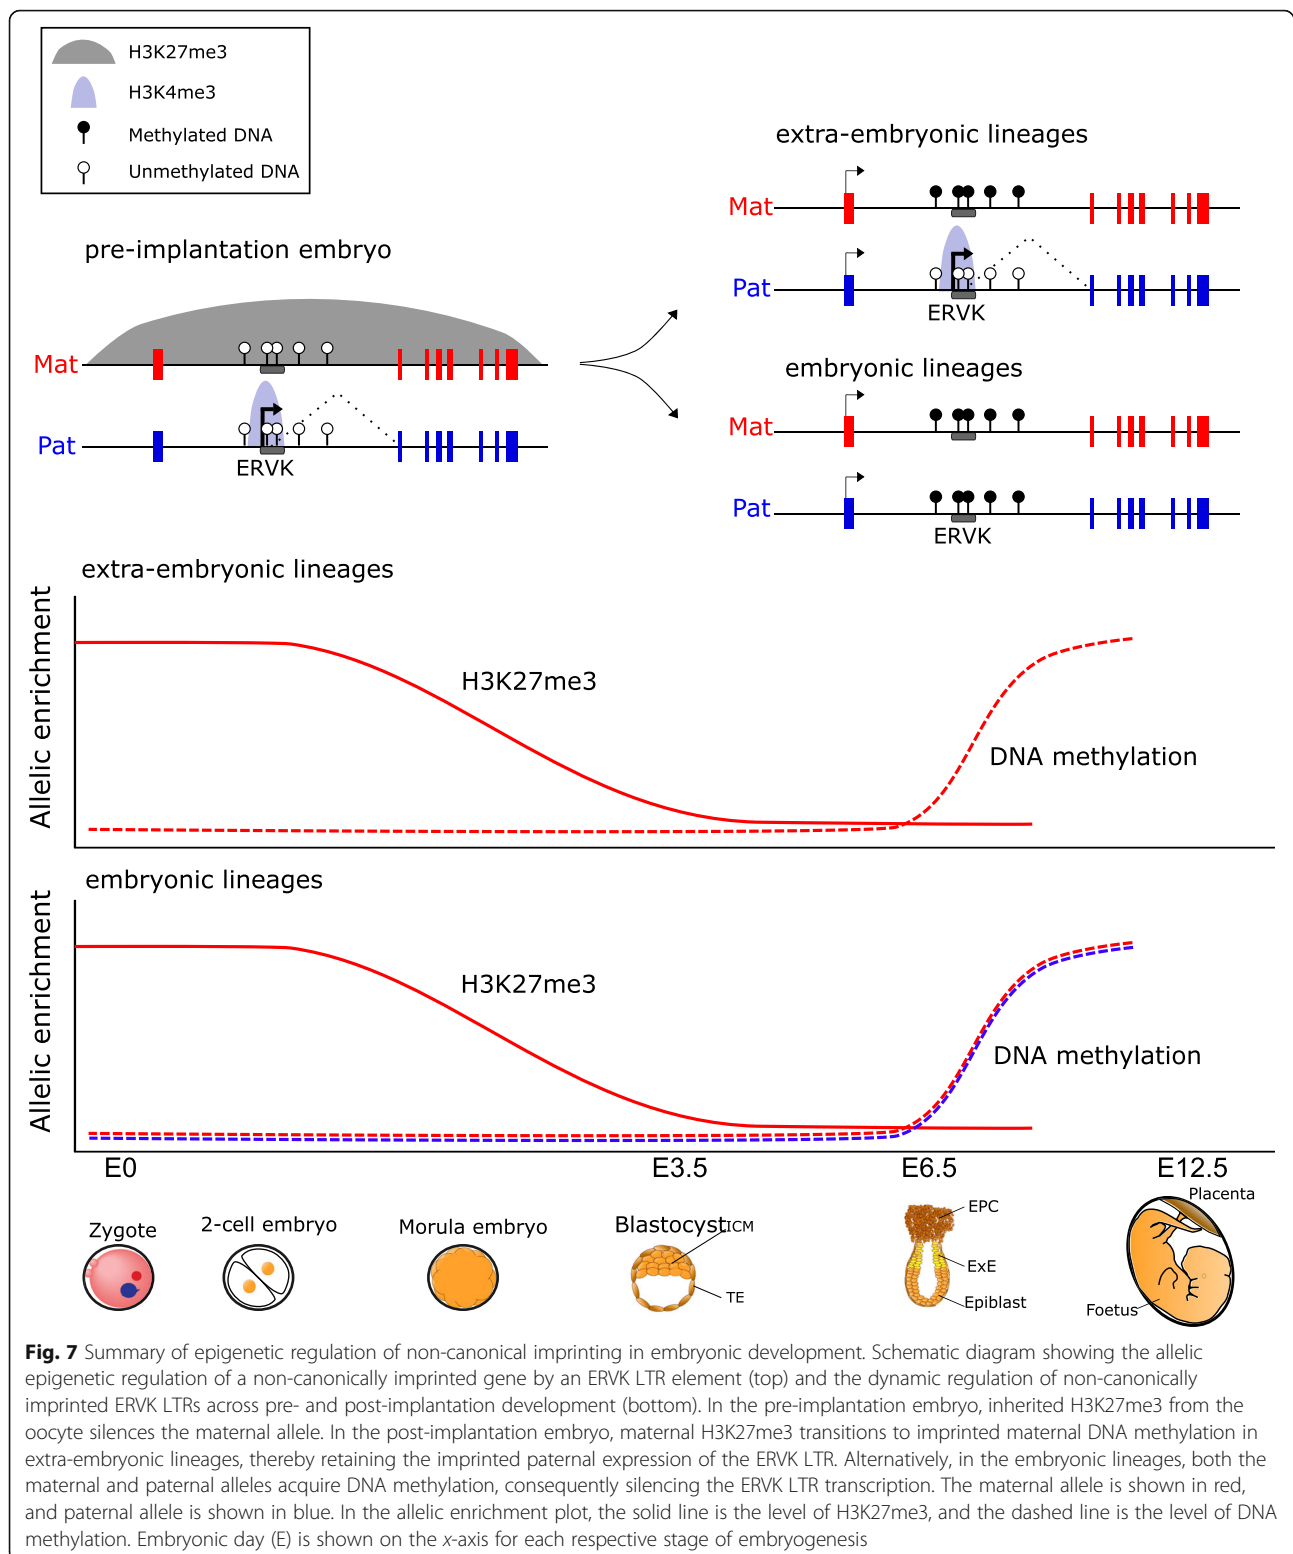 H3K27me3
H3K4me3
Methylated DNA
Unmethylated DNA
pre-implantation embryo
Mat
Pat
ERVK
extra-embryonic lineages
Mat
Pat
ERVK
embryonic lineages
Mat
Pat
ERVK
extra-embryonic lineages
Allelic enrichment
H3K27me3
DNA methylation
embryonic lineages
Allelic enrichment
H3K27me3
DNA methylation
E0
E3.5
E6.5
E12.5
Zygote
2-cell embryo
Morula embryo
Blastocyst
ICM
TE
EPC
ExE
Epiblast
Placenta
Foetus
Fig. 7 Summary of epigenetic regulation of non-canonical imprinting in embryonic development. Schematic diagram showing the allelic
epigenetic regulation of a non-canonically imprinted gene by an ERVK LTR element (top) and the dynamic regulation of non-canonically
imprinted ERVK LTRs across pre- and post-implantation development (bottom). In the pre-implantation embryo, inherited H3K27me3 from the
oocyte silences the maternal allele. In the post-implantation embryo, maternal H3K27me3 transitions to imprinted maternal DNA methylation in
extra-embryonic lineages, thereby retaining the imprinted paternal expression of the ERVK LTR. Alternatively, in the embryonic lineages, both the
maternal and paternal alleles acquire DNA methylation, consequently silencing the ERVK LTR transcription. The maternal allele is shown in red,
and paternal allele is shown in blue. In the allelic enrichment plot, the solid line is the level of H3K27me3, and the dashed line is the level of DNA
methylation. Embryonic day (E) is shown on the x-axis for each respective stage of embryogenesis